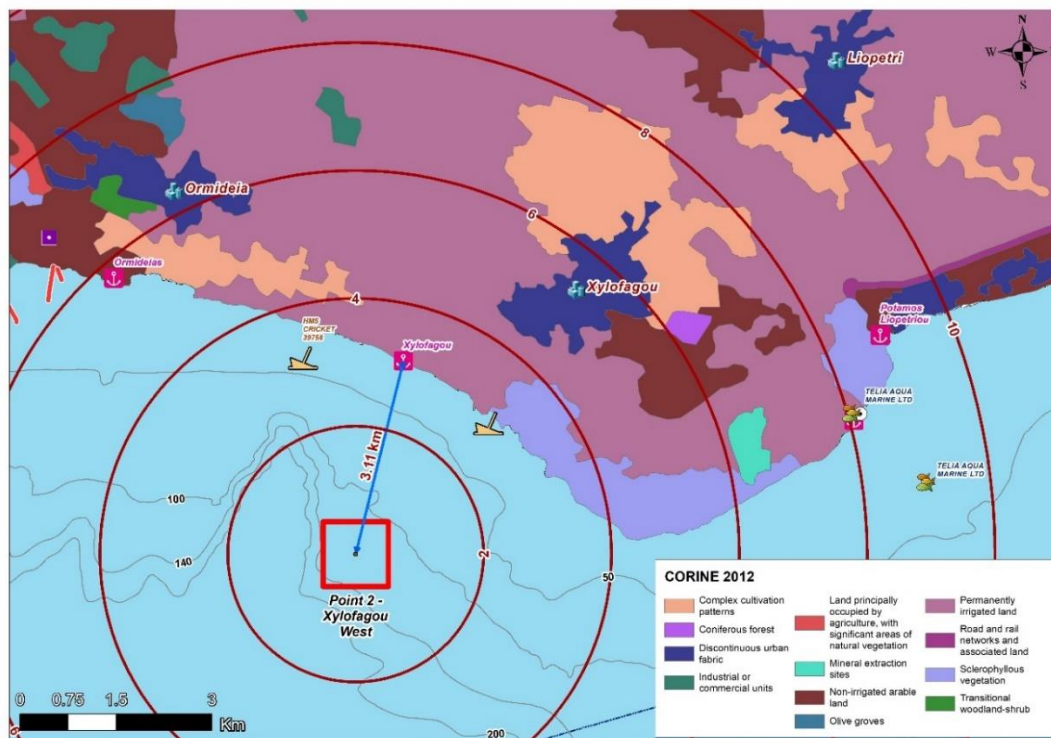 N
W
S
Liopetri
8
Ormideia
6
Ormideias
Xylofagou
4
HMS
CRICKET
39756
Xylofagou
Potamos
Liopetriou
10
TELIA AQUA
MARINE LTD
3.11 km
TELIA AQUA
MARINE LTD
100
140
2
50
Point 2 -
Xylofagou
West
200
0 0.75 1.5 3
Km
CORINE 2012
Complex cultivation
patterns
Coniferous forest
Discontinuous urban
fabric
Industrial or
commercial units
Land principally
occupied by
agriculture, with
significant areas of
natural vegetation
Mineral extraction
sites
Non-irrigated arable
land
Olive groves
Permanently
irrigated land
Road and rail
networks and
associated land
Sclerophyllous
vegetation
Transitional
woodland-shrub